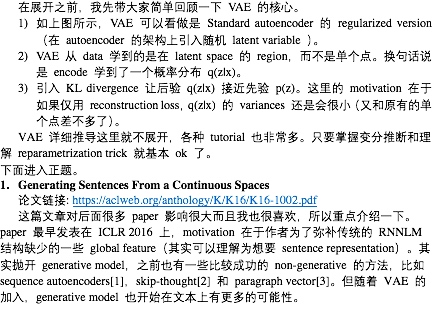 在展开之前，我先带大家简单回顾一下 VAE 的核心。
1) 如上图所示，VAE 可以看做是 Standard autoencoder 的 regularized version
（在 autoencoder 的架构上引入随机 latent variable ）。
2) VAE 从 data 学到的是在 latent space 的 region，而不是单个点。换句话说
是 encode 学到了一个概率分布 q(z|x)。
3) 引入 KL divergence 让后验 q(z|x) 接近先验 p(z)。这里的 motivation 在于
如果仅用 reconstruction loss, q(z|x) 的 variances 还是会很小（又和原有的单
个点差不多了）。
VAE 详细推导这里就不展开，各种 tutorial 也非常多。只要掌握变分推断和理
解 reparametrization trick 就基本 ok 了。
下面进入正题。
1. Generating Sentences From a Continuous Spaces
论文链接: https://aclweb.org/anthology/K/K16/K16-1002.pdf
这篇文章对后面很多 paper 影响很大而且我也很喜欢，所以重点介绍一下。
paper 最早发表在 ICLR 2016 上，motivation 在于作者为了弥补传统的 RNNLM
结构缺少的一些 global feature（其实可以理解为想要 sentence representation）。其
实抛开 generative model，之前也有一些比较成功的 non-generative 的方法，比如
sequence autoencoders[1]，skip-thought[2] 和 paragraph vector[3]。但随着 VAE 的
加入，generative model 也开始在文本上有更多的可能性。